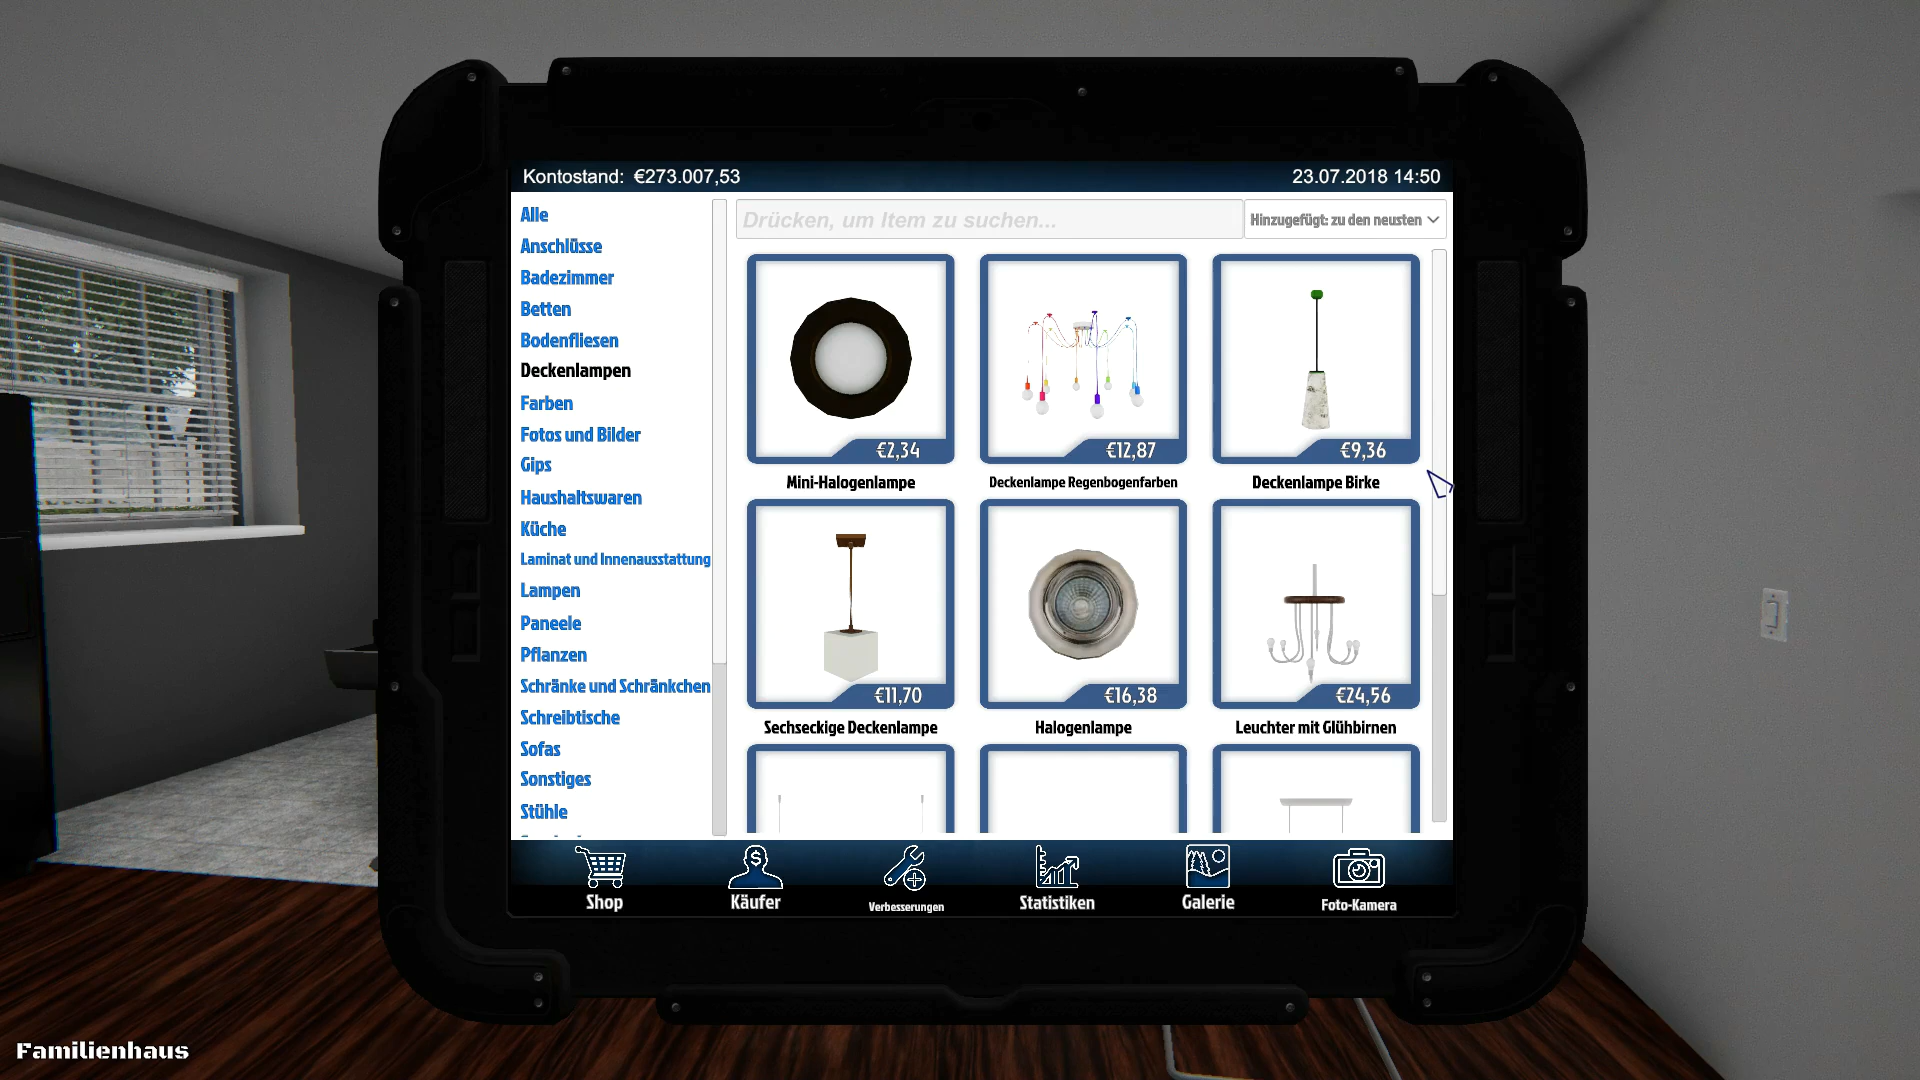 Kontostand: €273.007,53
23.07.2018 14:50
Alle
Anschlüsse
Badezimmer
Betten
Bodenfliesen
Deckenlampen
Farben
Fotos und Bilder
Gips
Haushaltswaren
Küche
Laminat und Innenausstattung
Lampen
Paneele
Pflanzen
Schränke und Schränkchen
Schreibtische
Sofas
Sonstiges
Stühle
Drücken, um Item zu suchen...
Hinzugefügt: zu den neusten
€2,34
€12,87
€9,36
Mini-Halogenlampe
Deckenlampe Regenbogenfarben
Deckenlampe Birke
€11,70
€16,38
€24,56
Sechseckige Deckenlampe
Halogenlampe
Leuchter mit Glühbirnen
Shop
Käufer
Verbesserungen
Statistiken
Galerie
Foto-Kamera
Familienhaus